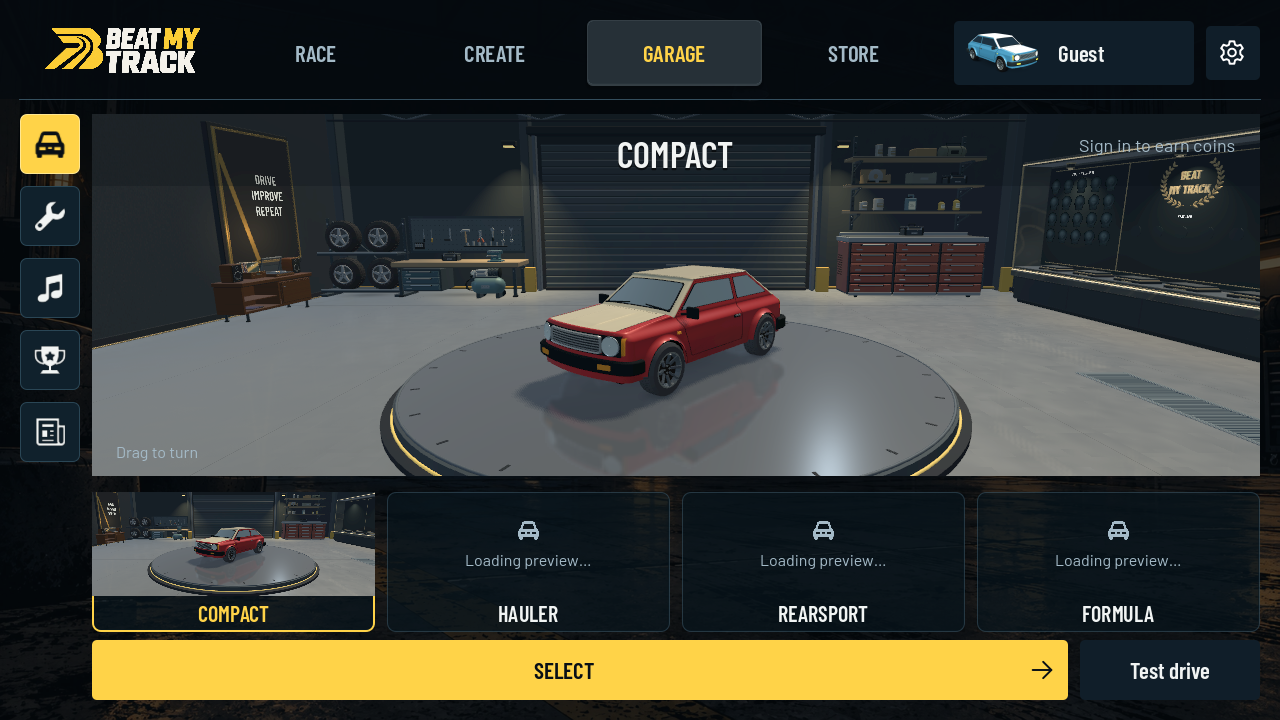 BEAT MY
TRACK
RACE
CREATE
GARAGE
STORE
Guest
COMPACT
Sign in to earn coins
DRIVE
IMPROVE
REPEAT
BEAT
MY TRACK
Drag to turn
COMPACT
Loading preview...
HAULER
Loading preview...
REARSPORT
Loading preview...
FORMULA
SELECT
Test drive